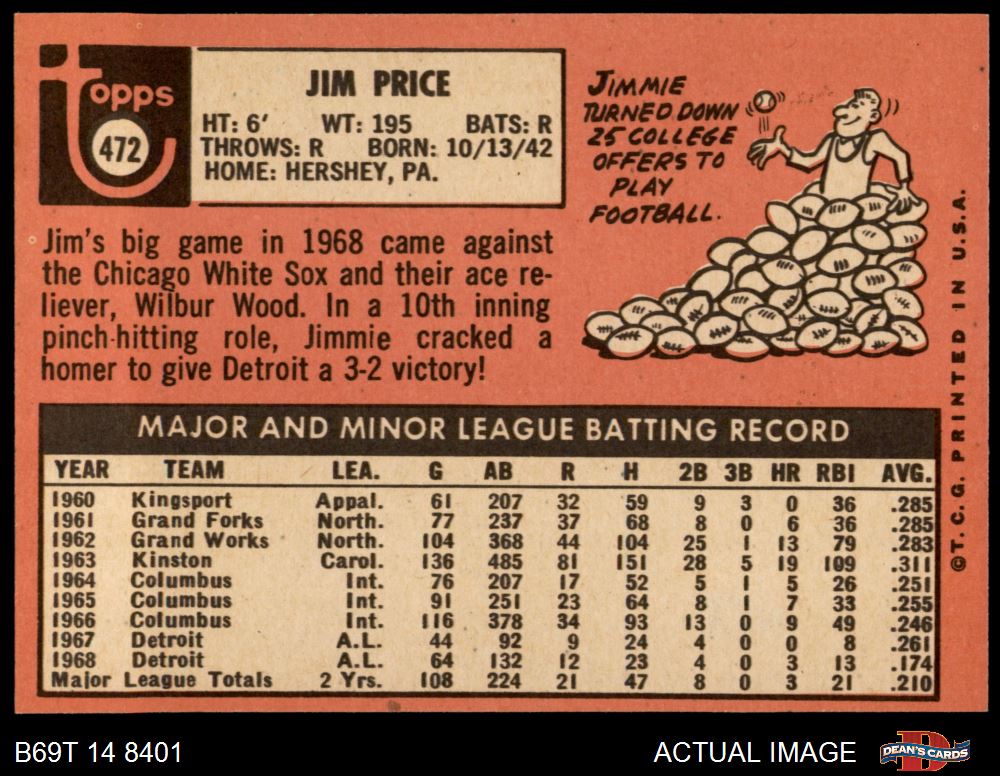 Topps
472
JIM PRICE
HT: 6' WT: 195 BATS: R
THROWS: R BORN: 10/13/42
HOME: HERSHEY, PA.
JIMMIE
TURNED DOWN
25 COLLEGE
OFFERS TO
PLAY
FOOTBALL.
Jim's big game in 1968 came against
the Chicago White Sox and their ace re-
liever, Wilbur Wood. In a 10th inning
pinch-hitting role, Jimmie cracked a
homer to give Detroit a 3-2 victory!
MAJOR AND MINOR LEAGUE BATTING RECORD
YEAR TEAM LEA. G AB R H 2B 3B HR RBI AVG.
1960 Kingsport Appal. 61 207 32 59 9 3 0 36 .285
1961 Grand Forks North. 77 237 37 68 8 0 6 36 .285
1962 Grand Works North. 104 368 44 104 25 1 13 79 .283
1963 Kinston Carol. 136 485 81 151 28 5 19 109 .311
1964 Columbus Int. 76 207 17 52 5 1 5 26 .251
1965 Columbus Int. 91 251 23 64 8 1 7 33 .255
1966 Columbus Int. 116 378 34 93 13 0 9 49 .246
1967 Detroit A.L. 44 92 9 24 4 0 0 8 .261
1968 Detroit A.L. 64 132 12 23 4 0 3 13 .174
Major League Totals 2 Yrs. 108 224 21 47 8 0 3 21 .210
©T. C. G. PRINTED IN U.S.A.
B69T 14 8401
ACTUAL IMAGE
D
DEAN'S CARDS